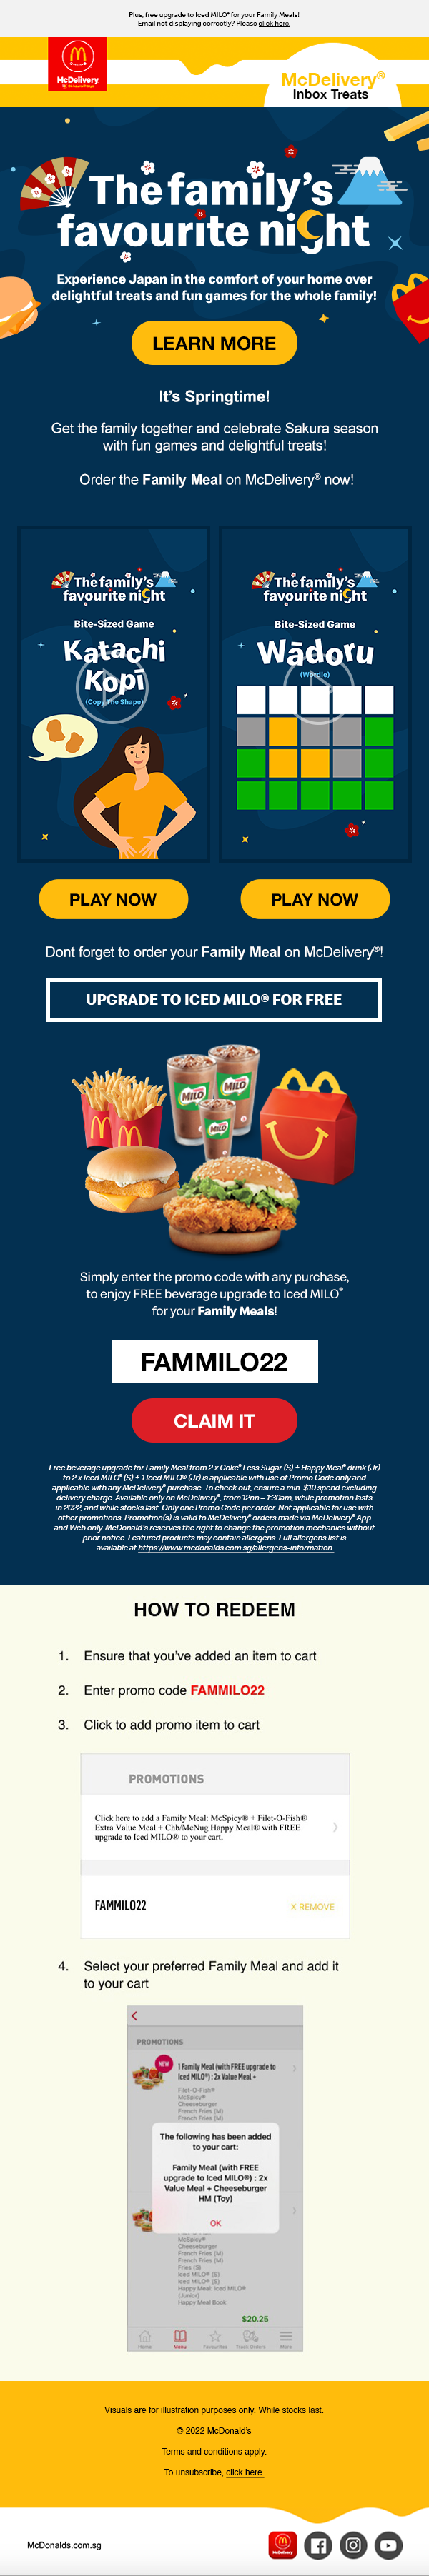 Plus, free upgrade to Iced MILO® for your Family Meals!
Email not displaying correctly? Please click here.
McDelivery
McDelivery®
Inbox Treats
The family's
favourite night
Experience Japan in the comfort of your home over
delightful treats and fun games for the whole family!
LEARN MORE
It's Springtime!
Get the family together and celebrate Sakura season
with fun games and delightful treats!
Order the Family Meal on McDelivery® now!
The family's
favourite night
Bite-Sized Game
Katachi
Kopī
(Copy The Shape)
The family's
favourite night
Bite-Sized Game
Wādoru
(Wordle)
PLAY NOW
PLAY NOW
Dont forget to order your Family Meal on McDelivery®!
UPGRADE TO ICED MILO® FOR FREE
MILO
MILO
MILO
Simply enter the promo code with any purchase,
to enjoy FREE beverage upgrade to Iced MILO®
for your Family Meals!
FAMMILO22
CLAIM IT
Free beverage upgrade for Family Meal from 2 x Coke® Less Sugar (S) + Happy Meal® drink (Jr)
to 2 x Iced MILO® (S) + 1 Iced MILO® (Jr) is applicable with use of Promo Code only and
applicable with any McDelivery® purchase. To check out, ensure a min. $10 spend excluding
delivery charge. Available only on McDelivery®, from 12nn – 1:30am, while promotion lasts
in 2022, and while stocks last. Only one Promo Code per order. Not applicable for use with
other promotions. Promotion(s) is valid to McDelivery® orders made via McDelivery® App
and Web only. McDonald's reserves the right to change the promotion mechanics without
prior notice. Featured products may contain allergens. Full allergens list is
available at https://www.mcdonalds.com.sg/allergens-information
HOW TO REDEEM
1. Ensure that you've added an item to cart
2. Enter promo code FAMMILO22
3. Click to add promo item to cart
PROMOTIONS
Click here to add a Family Meal: McSpicy® + Filet-O-Fish®
Extra Value Meal + Chb/McNug Happy Meal® with FREE
upgrade to Iced MILO® to your cart.
FAMMILO22
X REMOVE
4. Select your preferred Family Meal and add it
to your cart
PROMOTIONS
NEW
1 Family Meal (with FREE upgrade to
Iced MILO®) : 2x Value Meal +
Filet-O-Fish®
McSpicy®
Cheeseburger
French Fries (M)
French Fries (M)
The following has been added
to your cart:
Family Meal (with FREE
upgrade to Iced MILO®) : 2x
Value Meal + Cheeseburger
HM (Toy)
OK
McSpicy®
Cheeseburger
French Fries (M)
French Fries (M)
Fries (S)
Iced MILO® (S)
Iced MILO® (S)
Happy Meal Iced MILO®
(Junior)
Happy Meal Book
$20.25
Home
Menu
Favourites
Track Orders
More
Visuals are for illustration purposes only. While stocks last.
© 2022 McDonald's
Terms and conditions apply.
To unsubscribe, click here.
McDonalds.com.sg
McDelivery